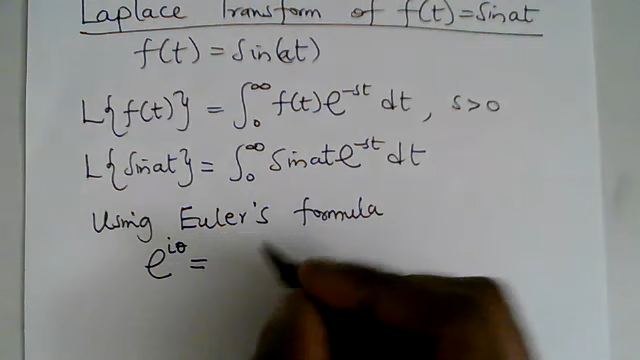 Laplace Transform of f(t)=Sinat
f(t) = Sin(at)
L{f(t)} = ∫₀^∞ f(t)e^-st dt, s>0
L{Sinat} = ∫₀^∞ Sinat e^-st dt
Using Euler's formula
e^iθ =